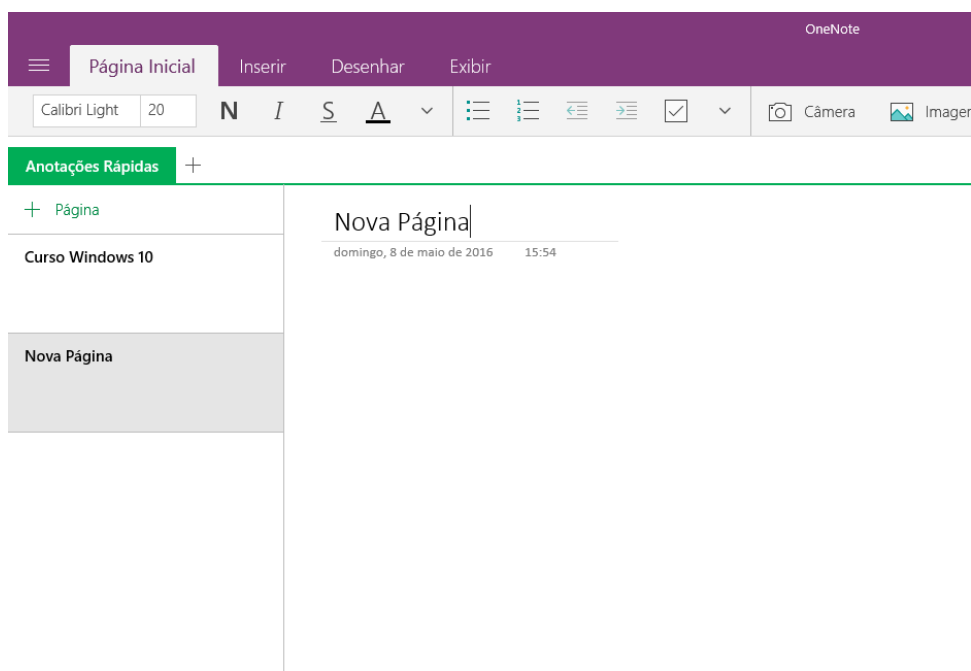 OneNote
Página Inicial Inserir Desenhar Exibir
Calibri Light 20 N I S A Câmera Imagen
Anotações Rápidas
Página
Nova Página
domingo, 8 de maio de 2016 15:54
Curso Windows 10
Nova Página